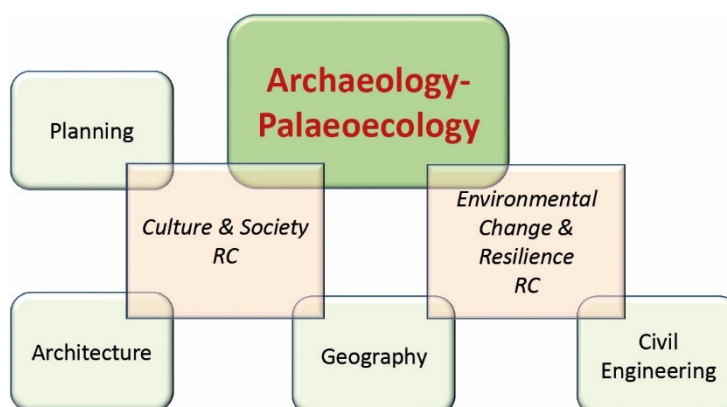 Archaeology-
Palaeoecology
Planning
Culture & Society
RC
Environmental
Change &
Resilience
RC
Architecture
Geography
Civil
Engineering